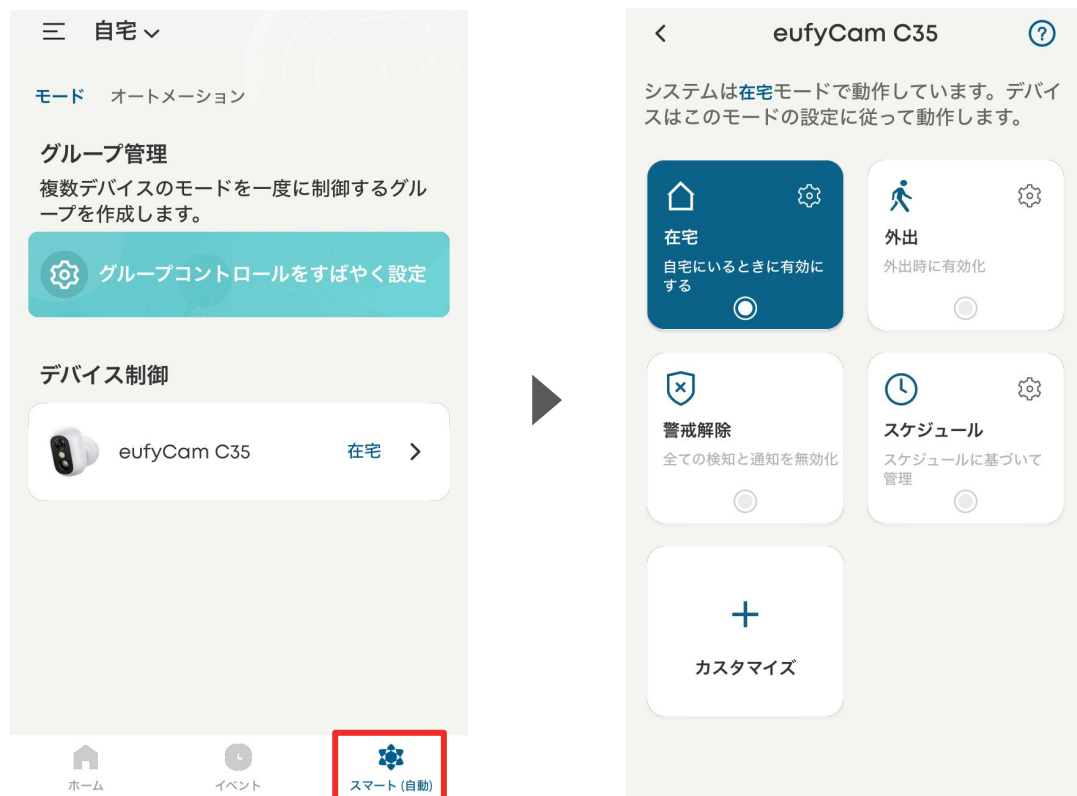 自宅
モード オートメーション
グループ管理
複数デバイスのモードを一度に制御するグル
ープを作成します。
グループコントロールをすばやく設定
デバイス制御
eufyCam C35 在宅
ホーム イベント スマート (自動)
eufyCam C35
システムは在宅モードで動作しています。デバイ
スはこのモードの設定に従って動作します。
在宅
自宅にいるときに有効に
する
外出
外出時に有効化
警戒解除
全ての検知と通知を無効化
スケジュール
スケジュールに基づいて
管理
カスタマイズ